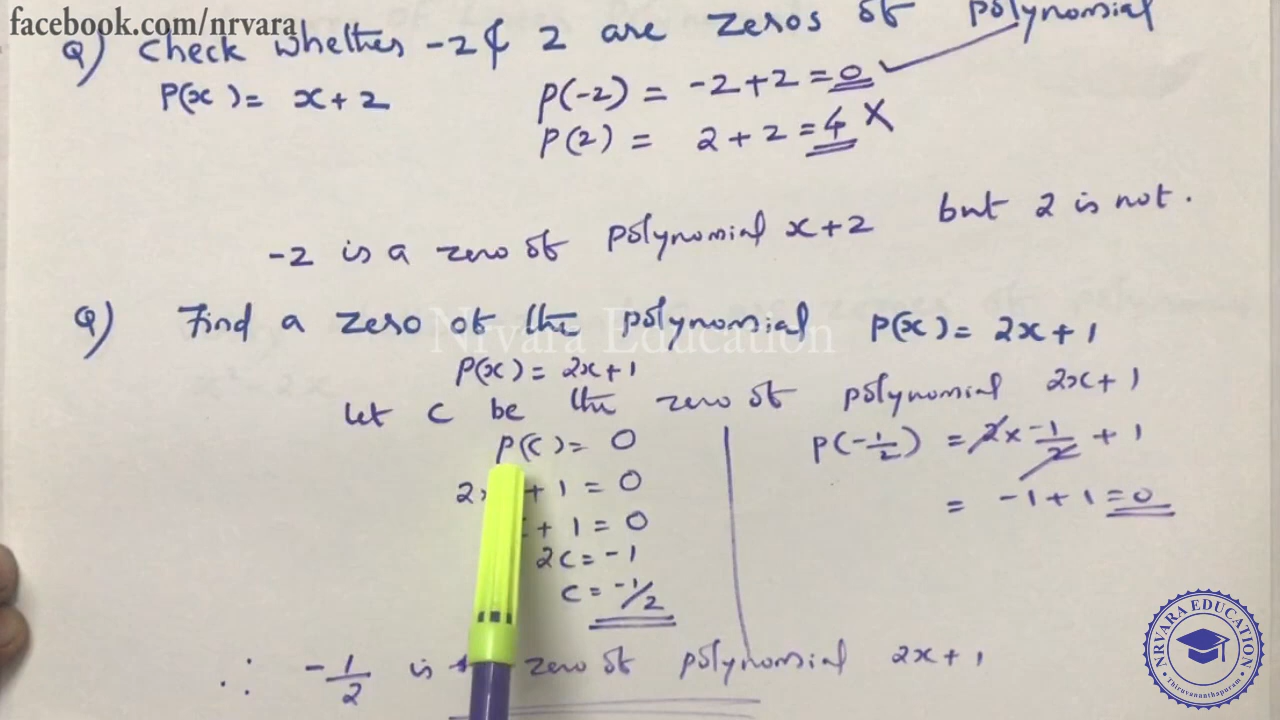 facebook.com/nrvara
Q) Check whether -2 & 2 are zeros of polynomial
P(x) = x + 2
P(-2) = -2 + 2 = 0 ✓
P(2) = 2 + 2 = 4 X
-2 is a zero of polynomial x+2 but 2 is not.
Q) Find a zero of the polynomial P(x) = 2x + 1
Nrvara Education
P(x) = 2x+1
Let C be the zero of polynomial 2x+1
P(C) = 0
2x + 1 = 0
+ 1 = 0
2C = -1
C = -1/2
P(-1/2) = 2 x -1/2 + 1
= -1 + 1 = 0
∴ -1/2 is zero of polynomial 2x+1
NRVARA EDUCATION
Thiruvananthapuram